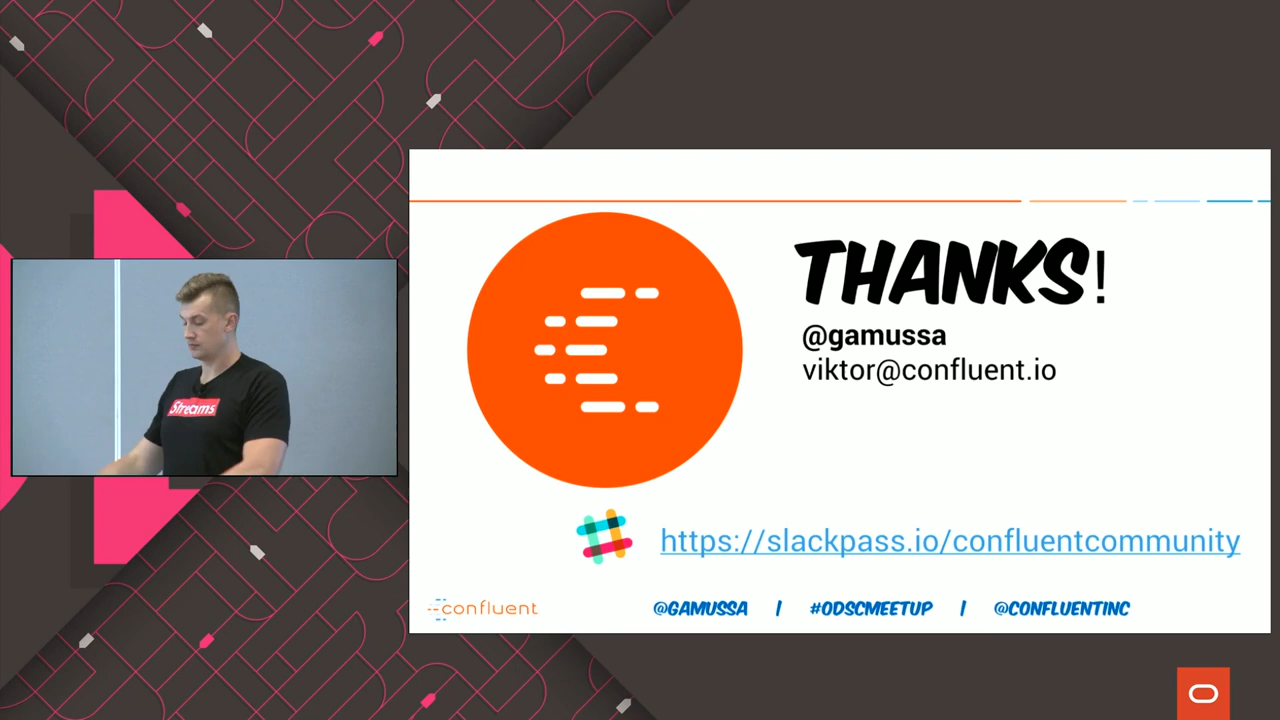 Streams
THANKS!
@gamussa
viktor@confluent.io
https://slackpass.io/confluentcommunity
confluent
@GAMUSSA | #ODSCMEETUP | @CONFLUENTINC